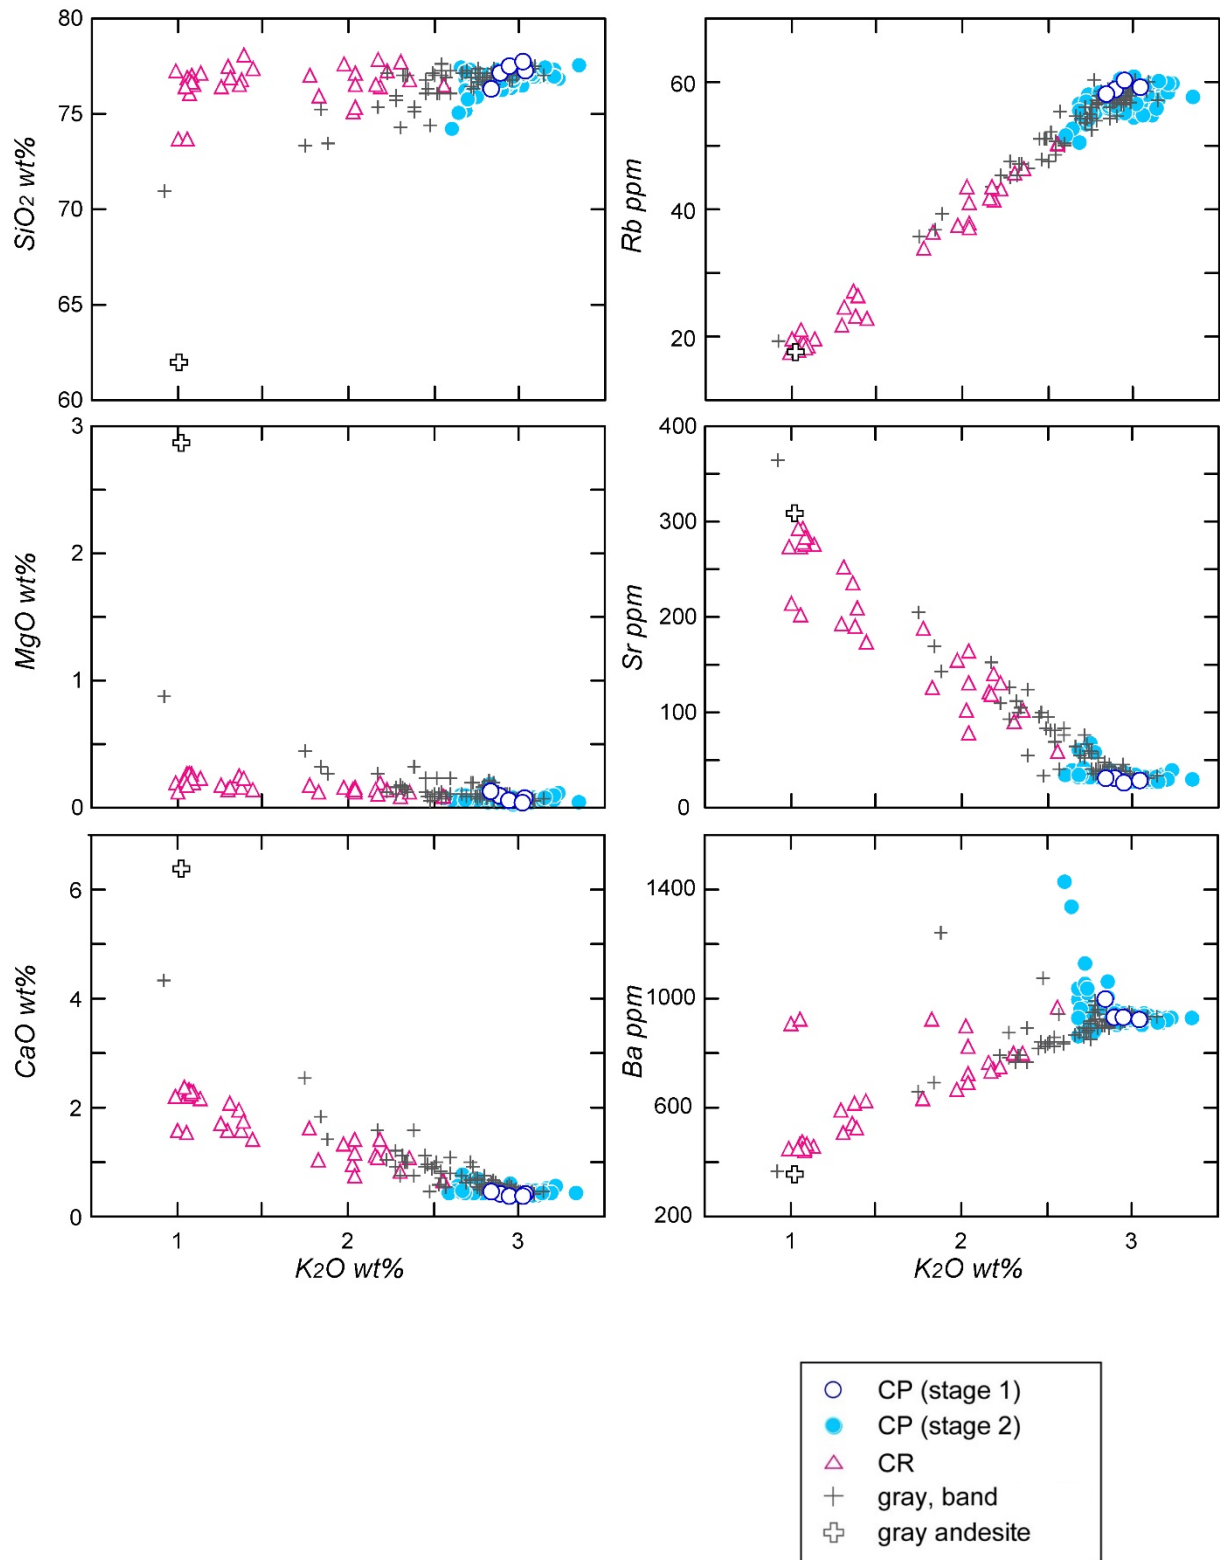 80
75
70
65
60
SiO2 wt%
60
40
20
Rb ppm
3
2
1
0
MgO wt%
400
300
200
100
0
Sr ppm
6
4
2
0
CaO wt%
1 2 3
K2O wt%
1400
1000
600
200
Ba ppm
1 2 3
K2O wt%
CP (stage 1)
CP (stage 2)
CR
gray, band
gray andesite